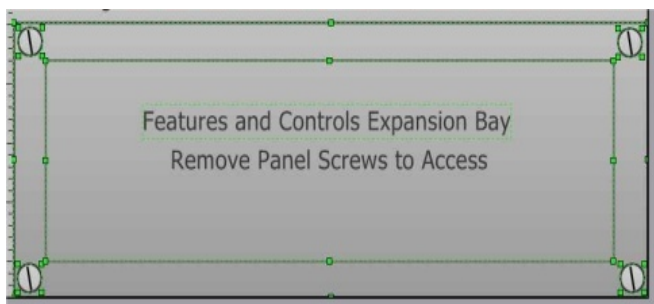 Features and Controls Expansion Bay
Remove Panel Screws to Access